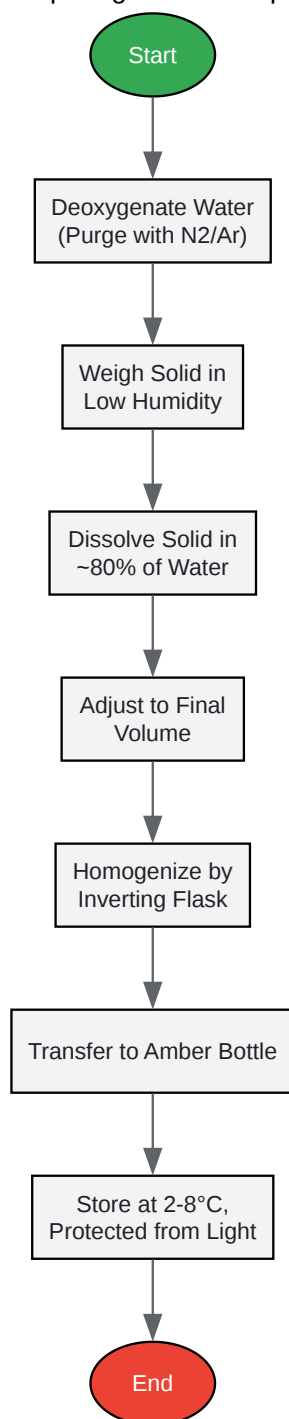 Start
Deoxygenate Water
(Purge with N2/Ar)
Weigh Solid in
Low Humidity
Dissolve Solid in
~80% of Water
Adjust to Final
Volume
Homogenize by
Inverting Flask
Transfer to Amber Bottle
Store at 2-8°C,
Protected from Light
End